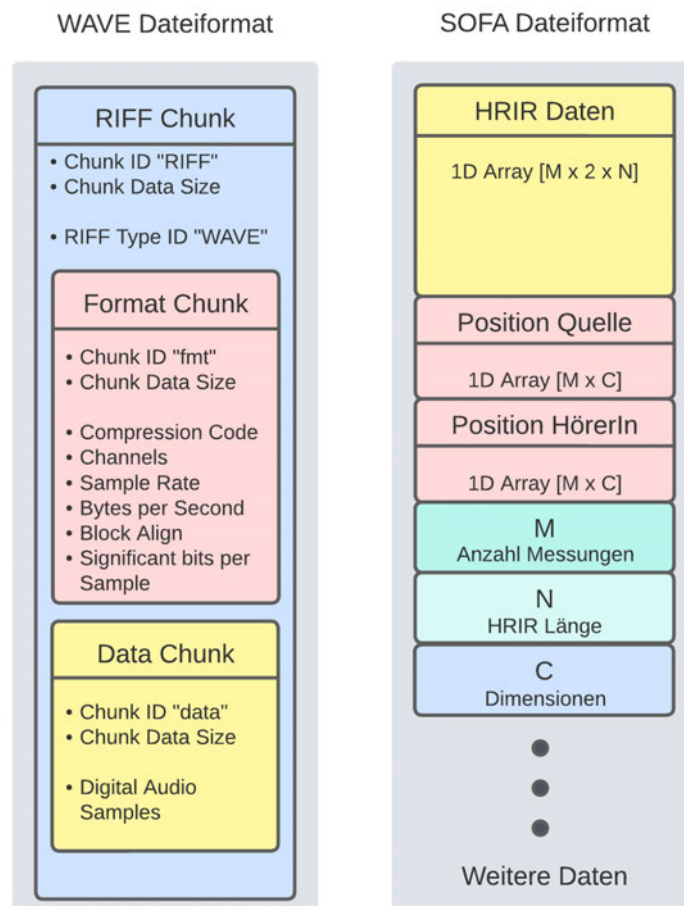 WAVE Dateiformat
RIFF Chunk
• Chunk ID "RIFF"
• Chunk Data Size
• RIFF Type ID "WAVE"
Format Chunk
• Chunk ID "fmt"
• Chunk Data Size
• Compression Code
• Channels
• Sample Rate
• Bytes per Second
• Block Align
• Significant bits per
Sample
Data Chunk
• Chunk ID "data"
• Chunk Data Size
• Digital Audio
Samples
SOFA Dateiformat
HRIR Daten
1D Array [M x 2 x N]
Position Quelle
1D Array [M x C]
Position HörerIn
1D Array [M x C]
M
Anzahl Messungen
N
HRIR Länge
C
Dimensionen
Weitere Daten